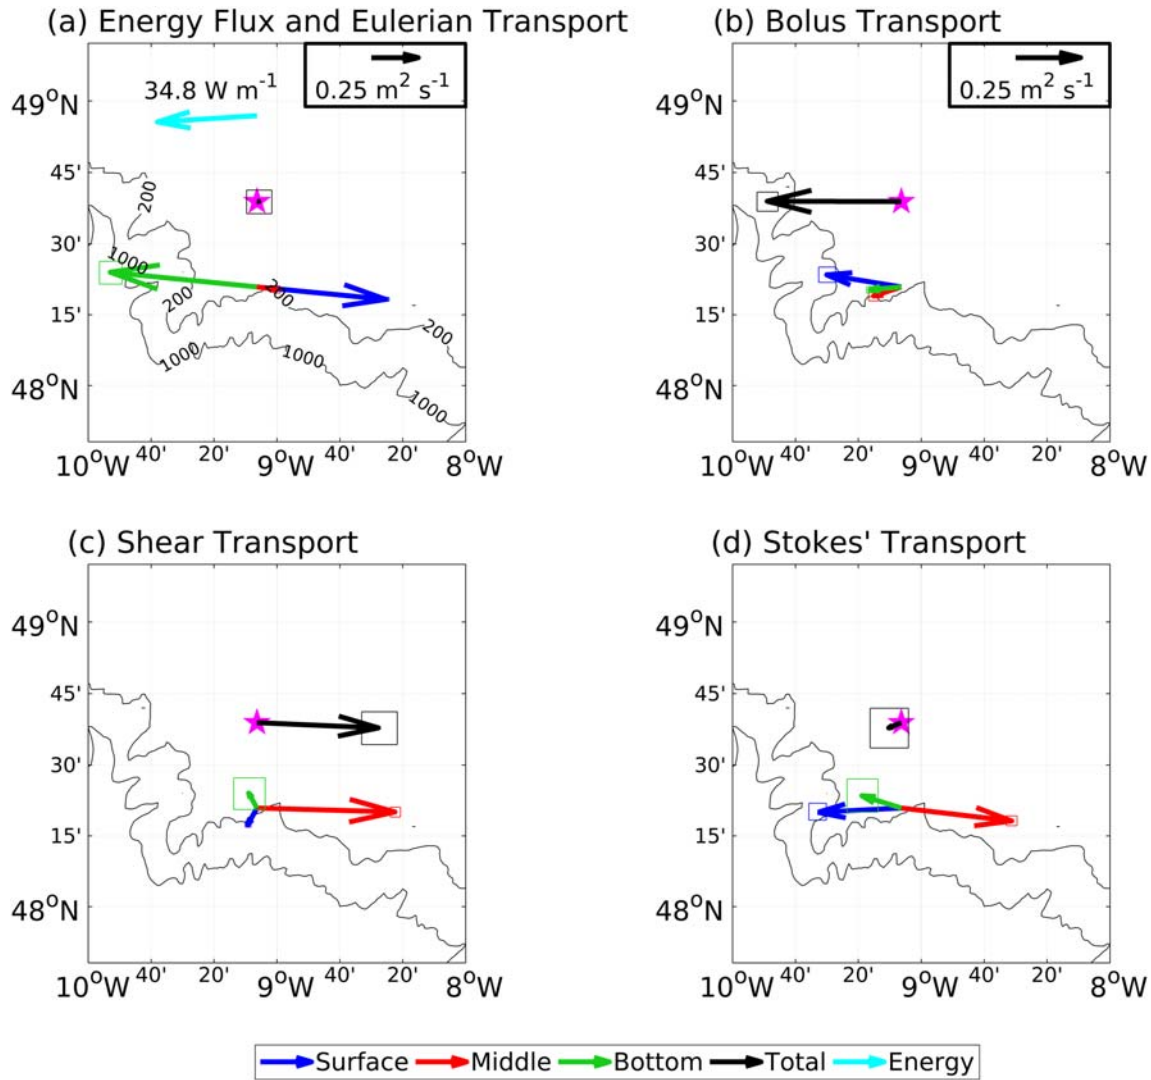 (a) Energy Flux and Eulerian Transport
(b) Bolus Transport
34.8 W m⁻¹
0.25 m² s⁻¹
0.25 m² s⁻¹
49°N
45'
30'
15'
48°N
200
1000
200
200
1000
1000
200
1000
10°W 40' 20' 9°W 40' 20' 8°W
49°N
45'
30'
15'
48°N
10°W 40' 20' 9°W 40' 20' 8°W
(c) Shear Transport
(d) Stokes' Transport
49°N
45'
30'
15'
48°N
10°W 40' 20' 9°W 40' 20' 8°W
49°N
45'
30'
15'
48°N
10°W 40' 20' 9°W 40' 20' 8°W
Surface Middle Bottom Total Energy